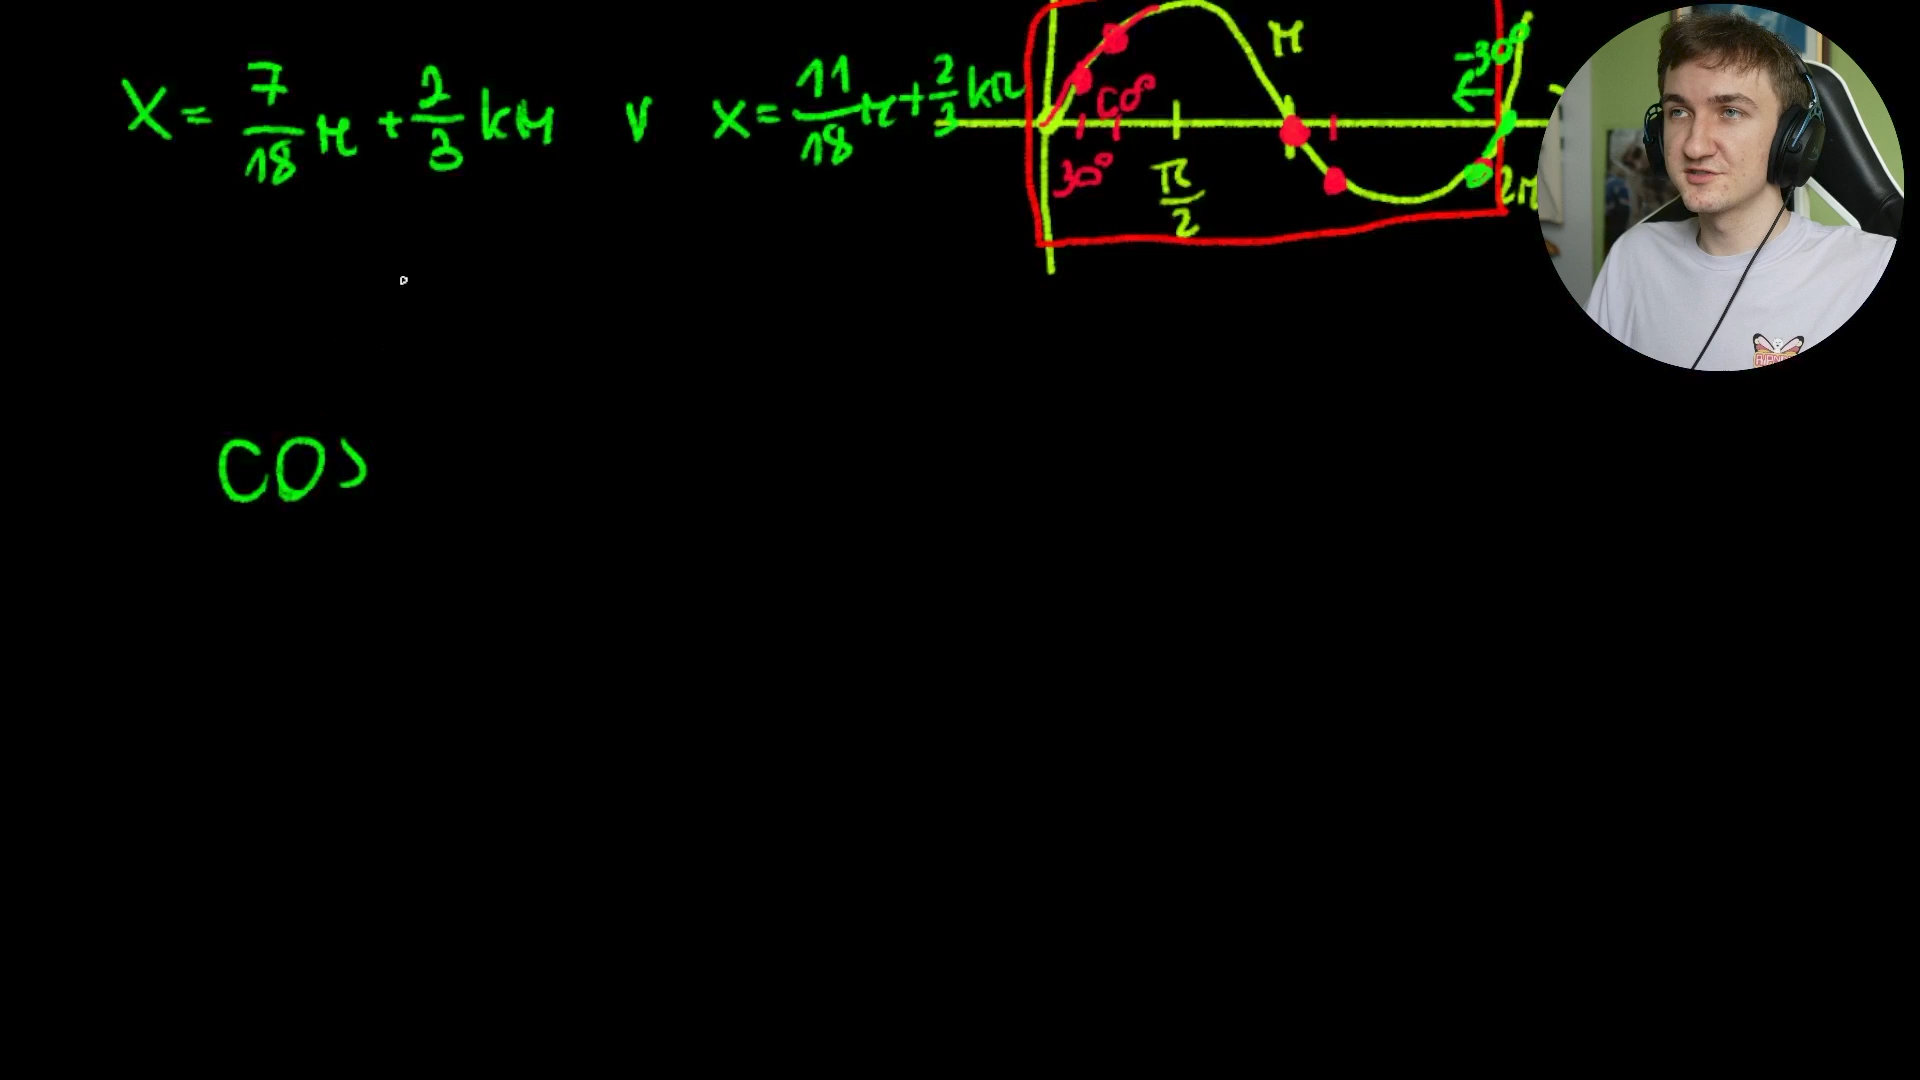 x = 7/18 π + 2/3 kπ ∨ x = 11/18 π + 2/3 kπ
π
-30°
60°
30°
π/2
2π
cos